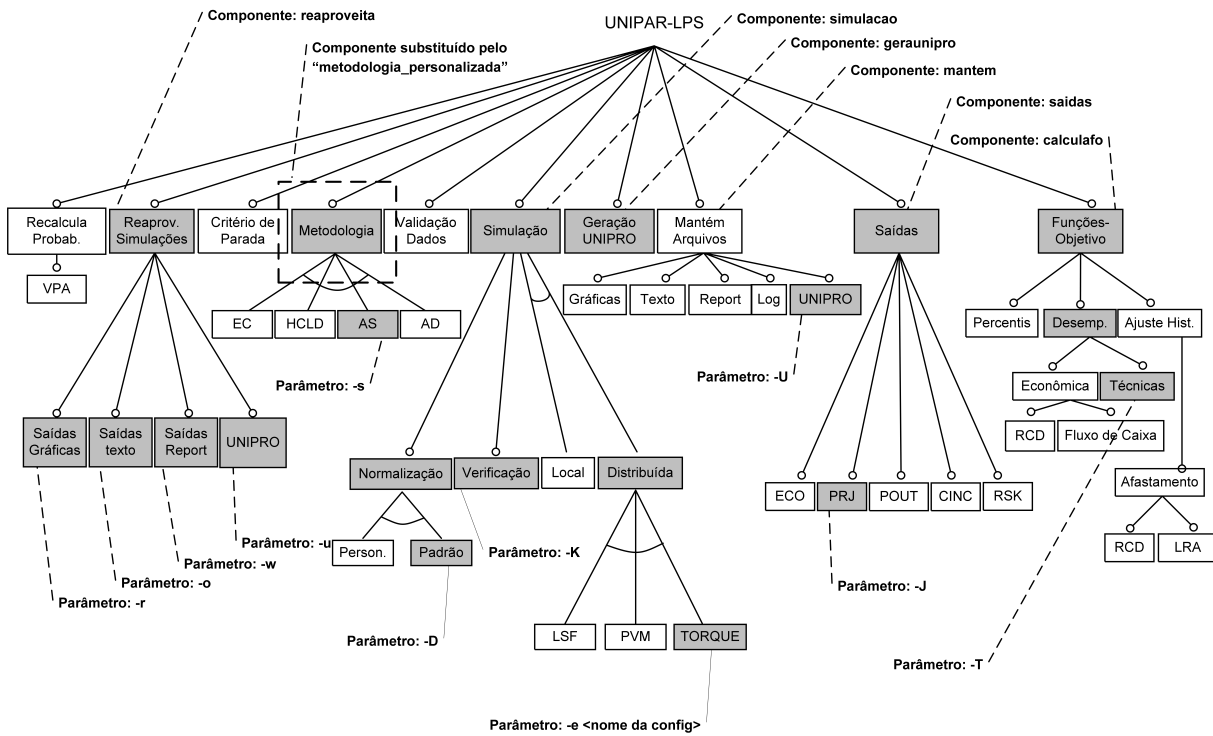 Componente: reaproveita
UNIPAR-LPS
Componente: simulacao
Componente substituído pelo
“metodologia_personalizada”
Componente: geraunipro
Componente: mantem
Componente: saidas
Componente: calculafo
Recalcula
Probab.
Reaprov.
Simulações
Critério de
Parada
Metodologia
Validação
Dados
Simulação
Geração
UNIPRO
Mantém
Arquivos
Saídas
Funções-
Objetivo
VPA
Gráficas
Texto
Report
Log
UNIPRO
EC
HCLD
AS
AD
Percentis
Desemp.
Ajuste Hist.
Parâmetro: -s
Parâmetro: -U
Econômica
Técnicas
Saídas
Gráficas
Saídas
texto
Saídas
Report
UNIPRO
RCD
Fluxo de Caixa
Normalização
Verificação
Local
Distribuída
ECO
PRJ
POUT
CINC
RSK
Afastamento
Parâmetro: -u
Person.
Padrão
Parâmetro: -K
RCD
LRA
Parâmetro: -w
Parâmetro: -o
Parâmetro: -r
Parâmetro: -J
Parâmetro: -D
LSF
PVM
TORQUE
Parâmetro: -T
Parâmetro: -e <nome da config>